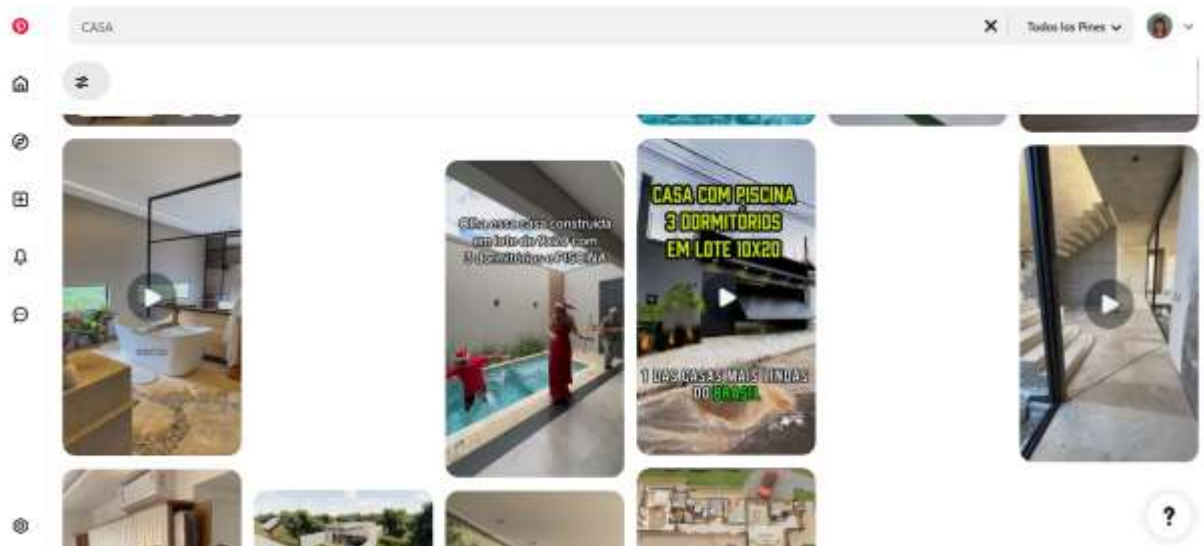 CASA
Todos los Pines
Olha essa casa construída
em lote de 10x20 com
3 dormitórios e PISCINA
CASA COM PISCINA
3 DORMITÓRIOS
EM LOTE 10X20
1 DAS CASAS MAIS LINDAS
DO BRASIL
?